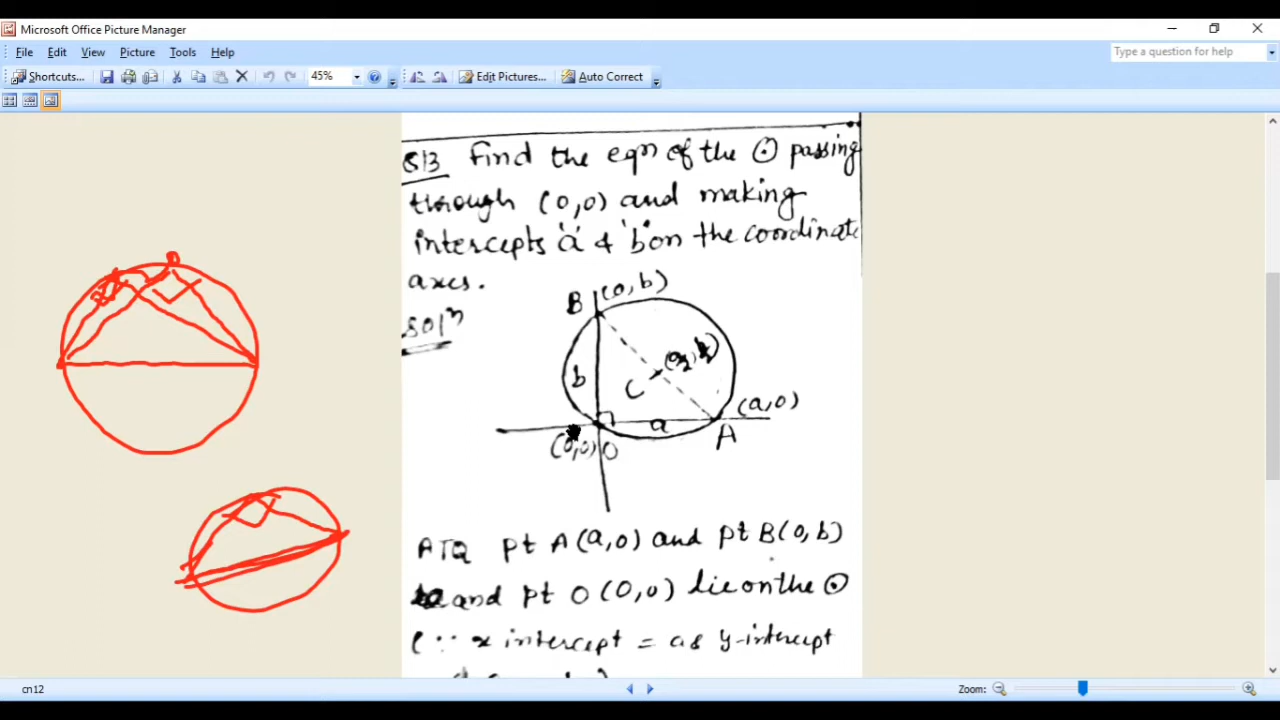 Microsoft Office Picture Manager
File Edit View Picture Tools Help
Type a question for help
Shortcuts... 45% Edit Pictures... Auto Correct
Q13 Find the eqn of the ⊙ passing
through (0,0) and making
intercepts 'a' & 'b' on the coordinate
axes.
Soln
B (0,b)
b
C
(a,0)
a
A
(0,0) O
ATQ pt A(a,0) and pt B(0,b)
and pt O (0,0) lie on the ⊙
(∵ x intercept = a & y-intercept
cn12
Zoom: